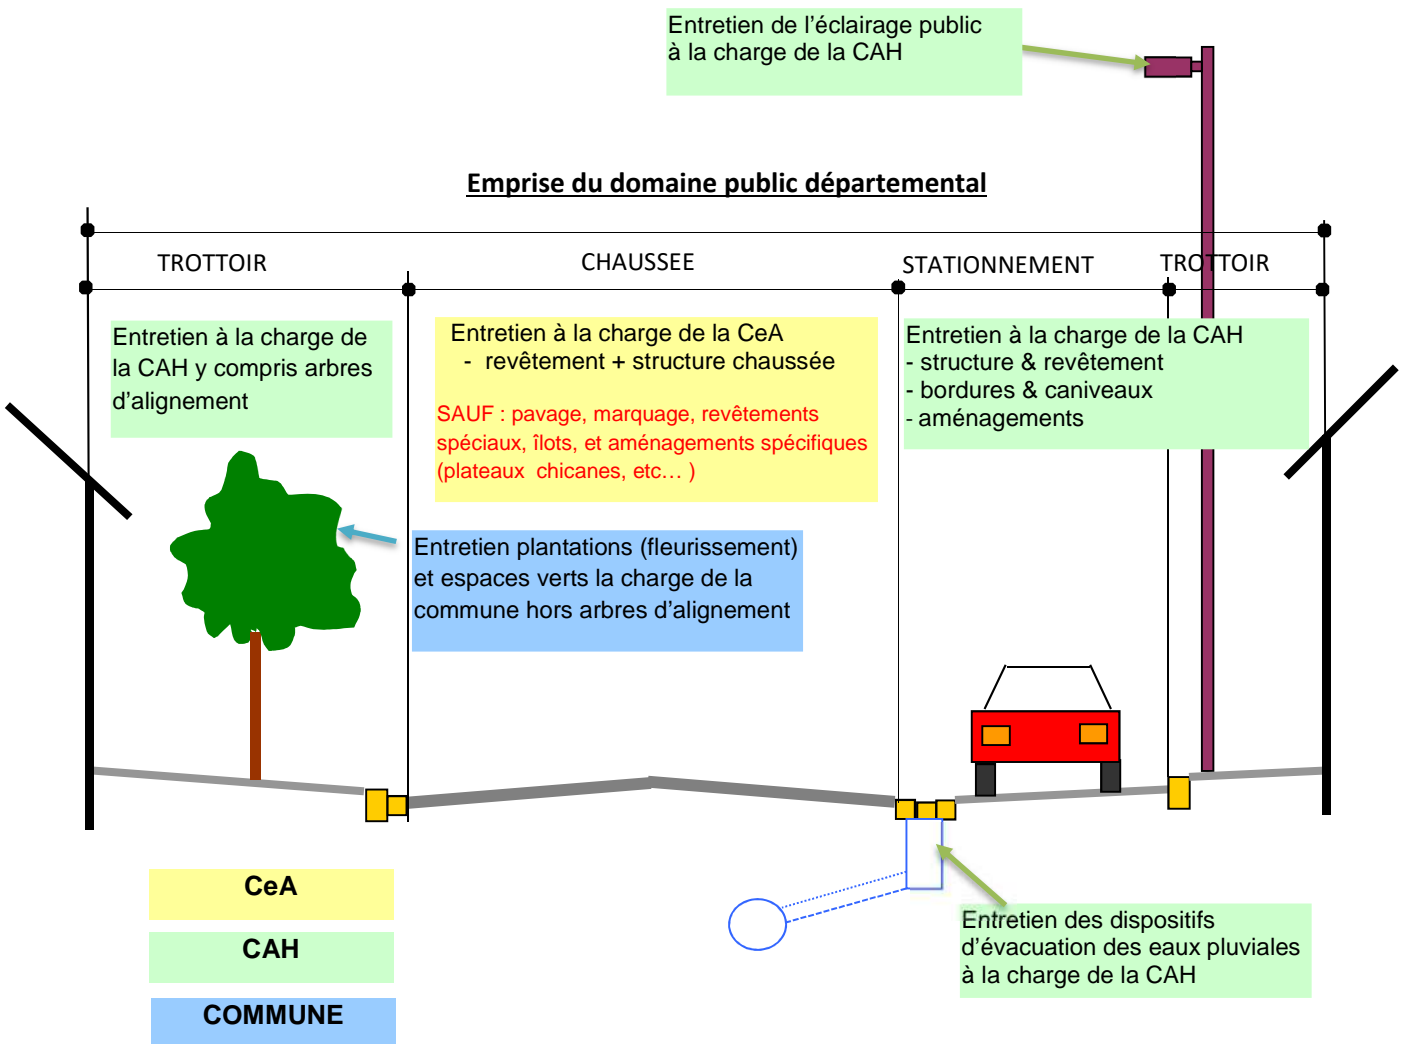 Entretien de l’éclairage public
à la charge de la CAH
Emprise du domaine public départemental
TROTTOIR
CHAUSSEE
STATIONNEMENT
TROTTOIR
Entretien à la charge de
la CAH y compris arbres
d’alignement
Entretien à la charge de la CeA
- revêtement + structure chaussée
SAUF : pavage, marquage, revêtements
spéciaux, îlots, et aménagements spécifiques
(plateaux chicanes, etc… )
Entretien à la charge de la CAH
- structure & revêtement
- bordures & caniveaux
- aménagements
Entretien plantations (fleurissement)
et espaces verts la charge de la
commune hors arbres d’alignement
CeA
CAH
COMMUNE
Entretien des dispositifs
d’évacuation des eaux pluviales
à la charge de la CAH